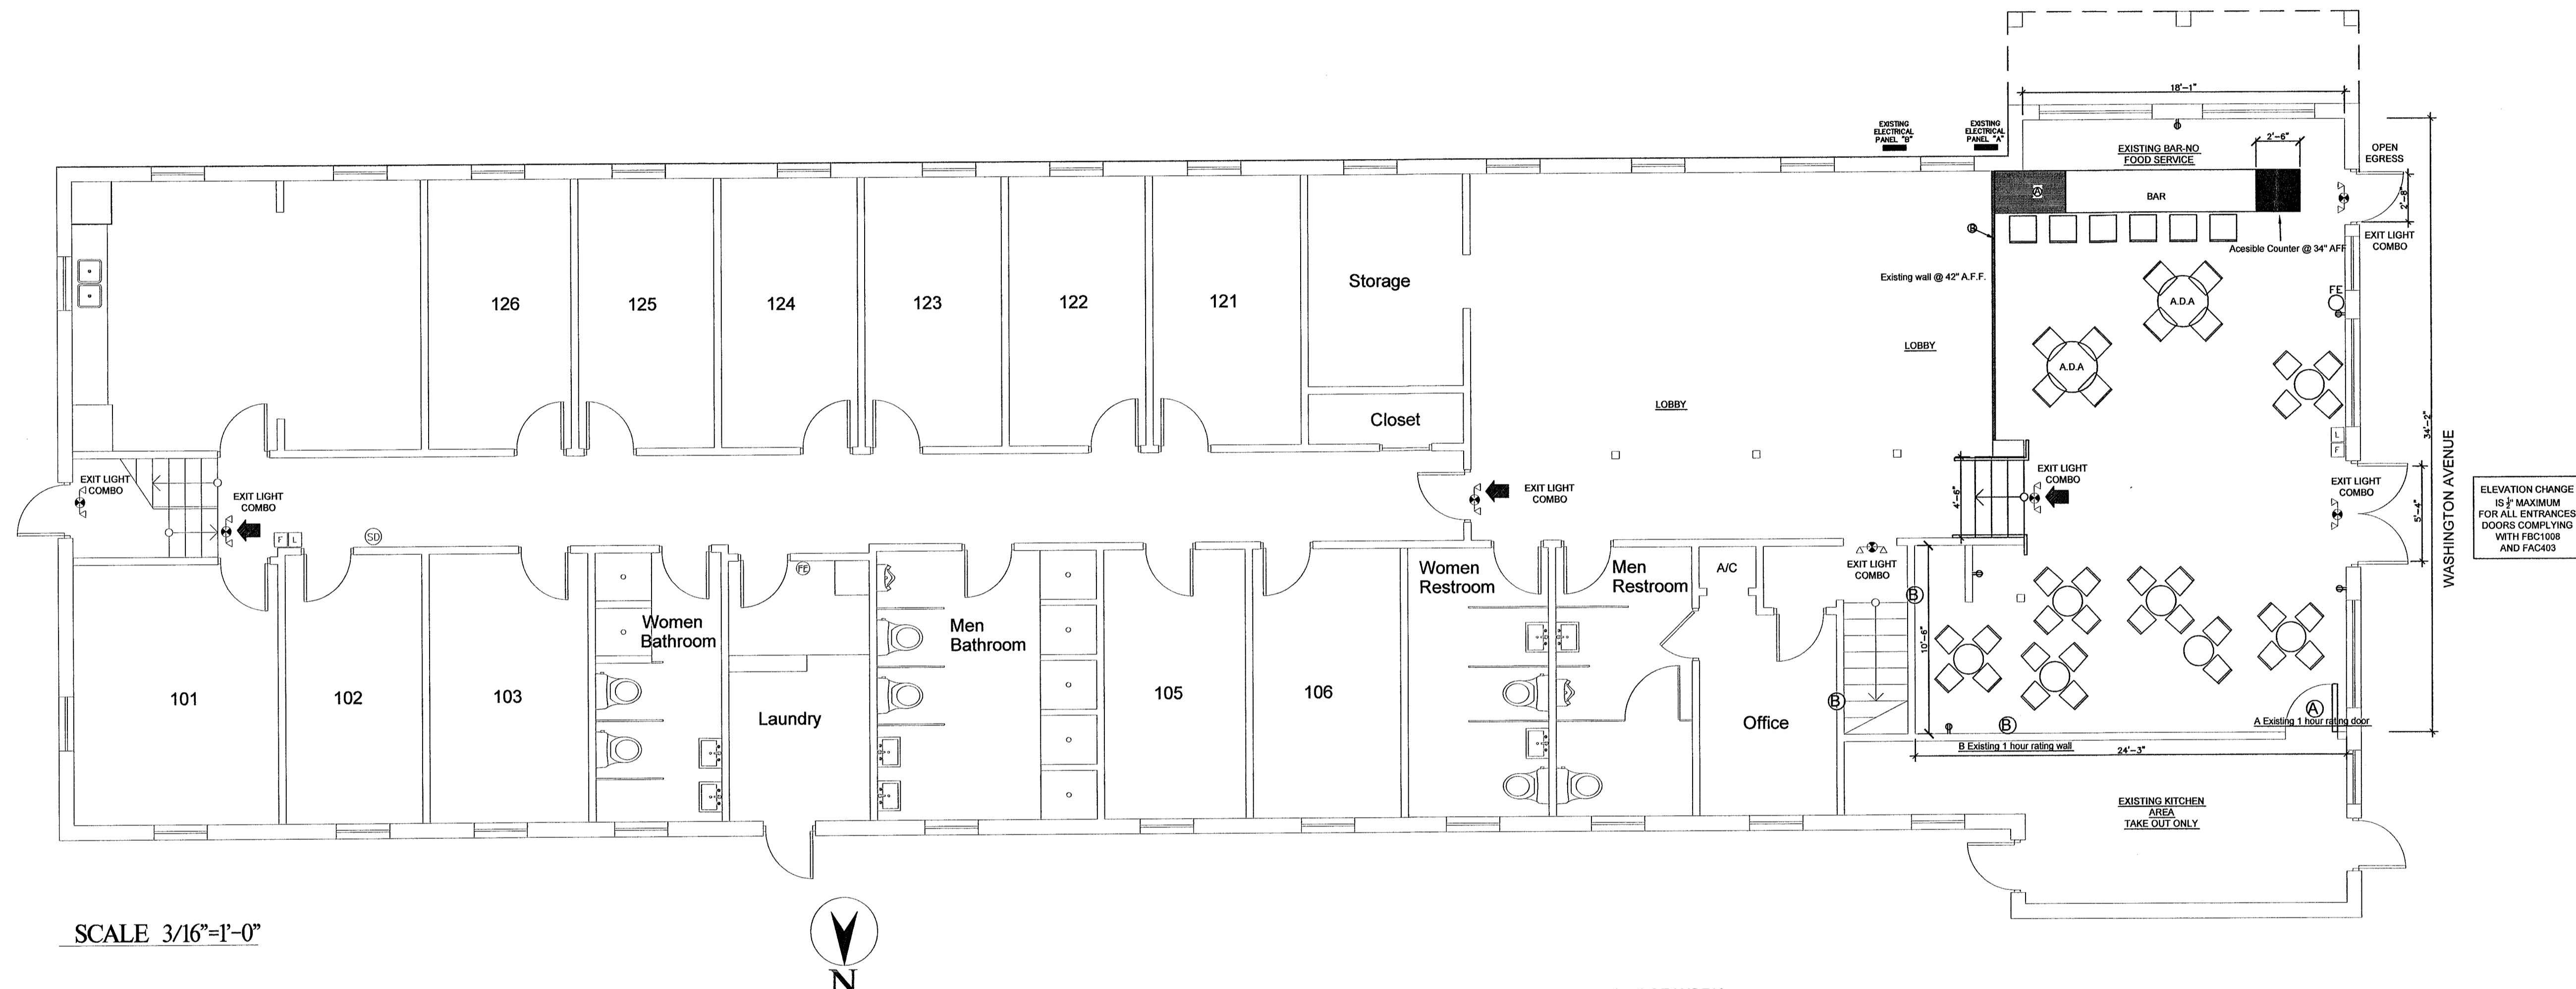 18'-1"
EXISTING
ELECTRICAL
PANEL "B"
EXISTING
ELECTRICAL
PANEL "A"
EXISTING BAR-NO
FOOD SERVICE
2'-6"
OPEN
EGRESS
A
BAR
2'-8"
EXIT LIGHT
COMBO
B
Acesible Counter @ 34" AFF
Existing wall @ 42" A.F.F.
126
125
124
123
122
121
Storage
A.D.A
FE
LOBBY
A.D.A
LOBBY
Closet
L
F
34'-2"
WASHINGTON AVENUE
EXIT LIGHT
COMBO
EXIT LIGHT
COMBO
EXIT LIGHT
COMBO
4'-6"
EXIT LIGHT
COMBO
EXIT LIGHT
COMBO
5'-4"
ELEVATION CHANGE
IS ½" MAXIMUM
FOR ALL ENTRANCES
DOORS COMPLYING
WITH FBC1008
AND FAC403
F L
SD
FE
Women
Restroom
Men
Restroom
A/C
EXIT LIGHT
COMBO
B
Women
Bathroom
Men
Bathroom
10'-6"
101
102
103
Laundry
105
106
Office
B
B
A
A Existing 1 hour rating door
B Existing 1 hour rating wall
24'-3"
EXISTING KITCHEN
AREA
TAKE OUT ONLY
SCALE 3/16"=1'-0"
N